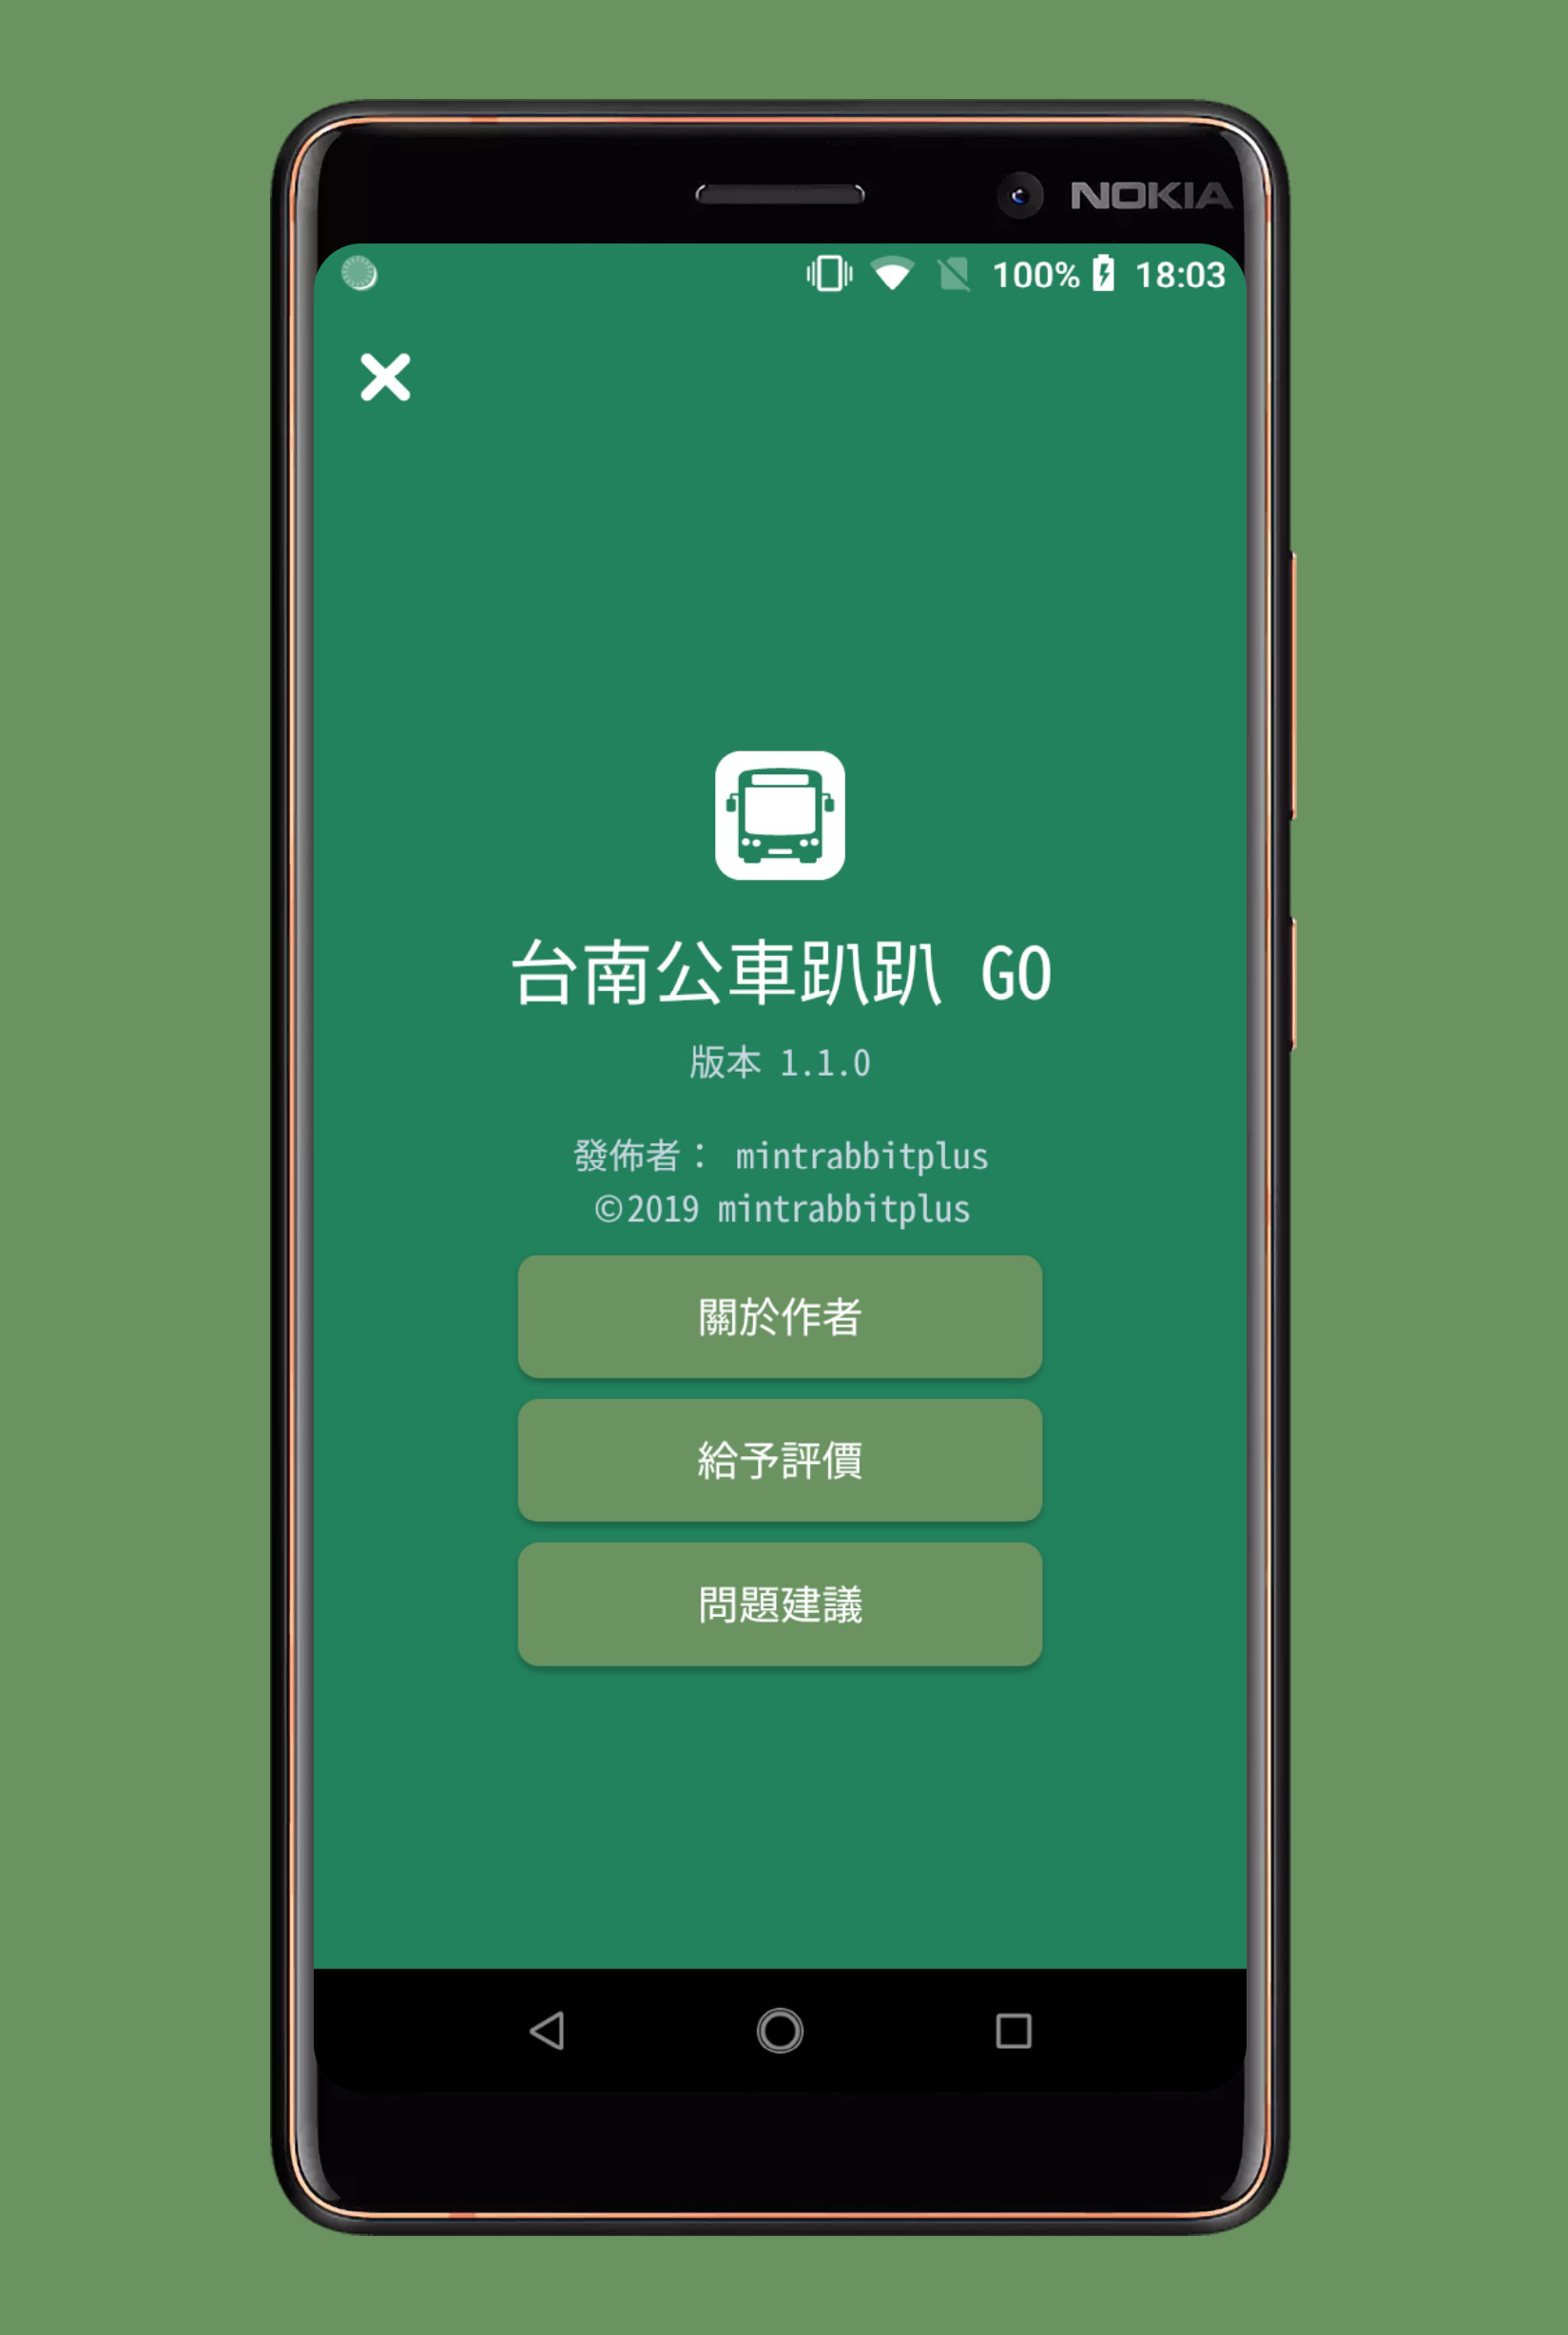 NOKIA
100% 18:03
台南公車趴趴 GO
版本 1.1.0
發佈者： mintrabbitplus
©2019 mintrabbitplus
關於作者
給予評價
問題建議